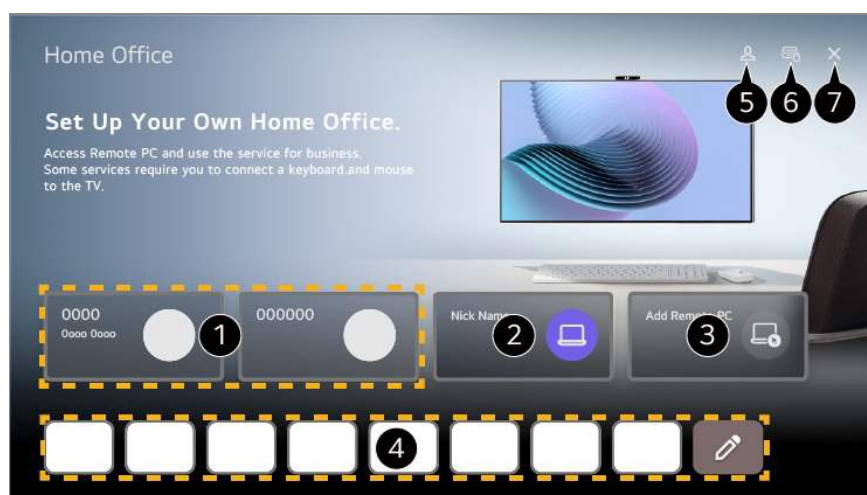 Home Office
Set Up Your Own Home Office.
Access Remote PC and use the service for business.
Some services require you to connect a keyboard,and mouse
to the TV.
5 6 7
0000
0ooo 0ooo
1
000000
Nick Name
2
Add Remote PC
3
4